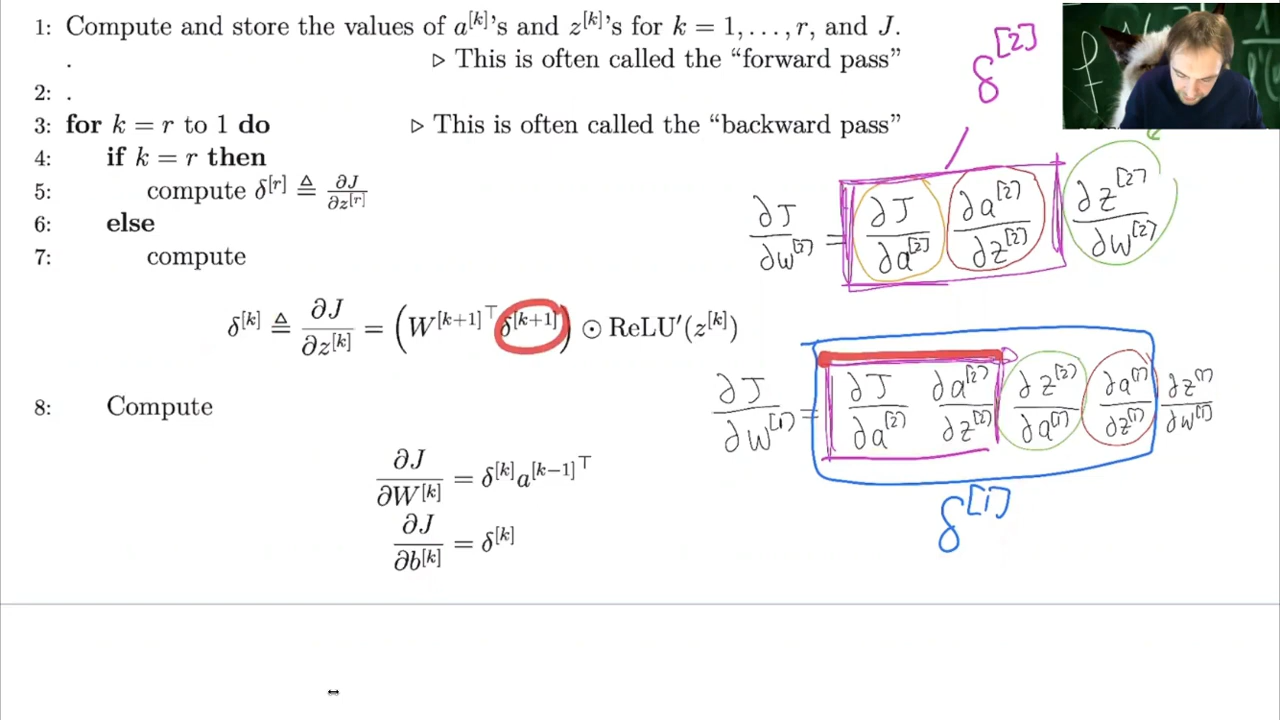 1: Compute and store the values of a^{[k]}'s and z^{[k]}'s for k = 1, . . . , r, and J.
. ▷ This is often called the “forward pass”
2: .
3: for k = r to 1 do ▷ This is often called the “backward pass”
4: if k = r then
5: compute δ^{[r]} ≜ ∂J/∂z^{[r]}
6: else
7: compute
δ^{[k]} ≜ ∂J/∂z^{[k]} = (W^{[k+1]⊤} δ^{[k+1]}) ⊙ ReLU′(z^{[k]})
8: Compute
∂J/∂W^{[k]} = δ^{[k]} a^{[k−1]⊤}
∂J/∂b^{[k]} = δ^{[k]}
δ^{[2]}
∂J/∂w^{[2]} = ∂J/∂a^{[2]} ∂a^{[2]}/∂z^{[2]} ∂z^{[2]}/∂w^{[2]}
∂J/∂w^{[1]} = ∂J/∂a^{[2]} ∂a^{[2]}/∂z^{[2]} ∂z^{[2]}/∂a^{[1]} ∂a^{[1]}/∂z^{[1]} ∂z^{[1]}/∂w^{[1]}
δ^{[1]}